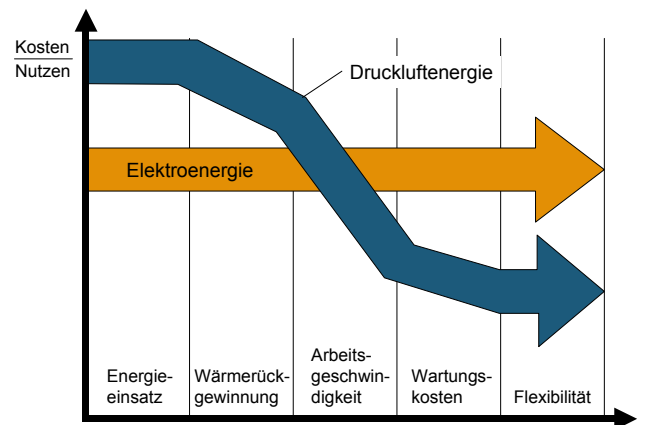 Kosten
Nutzen
Druckluftenergie
Elektroenergie
Energie-
einsatz
Wärmerück-
gewinnung
Arbeits-
geschwin-
digkeit
Wartungs-
kosten
Flexibilität